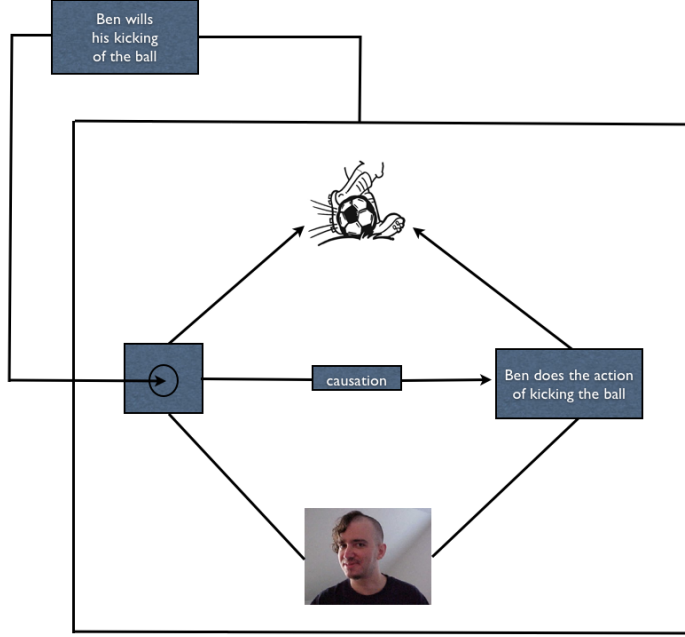 Ben wills
his kicking
of the ball
causation
Ben does the action
of kicking the ball